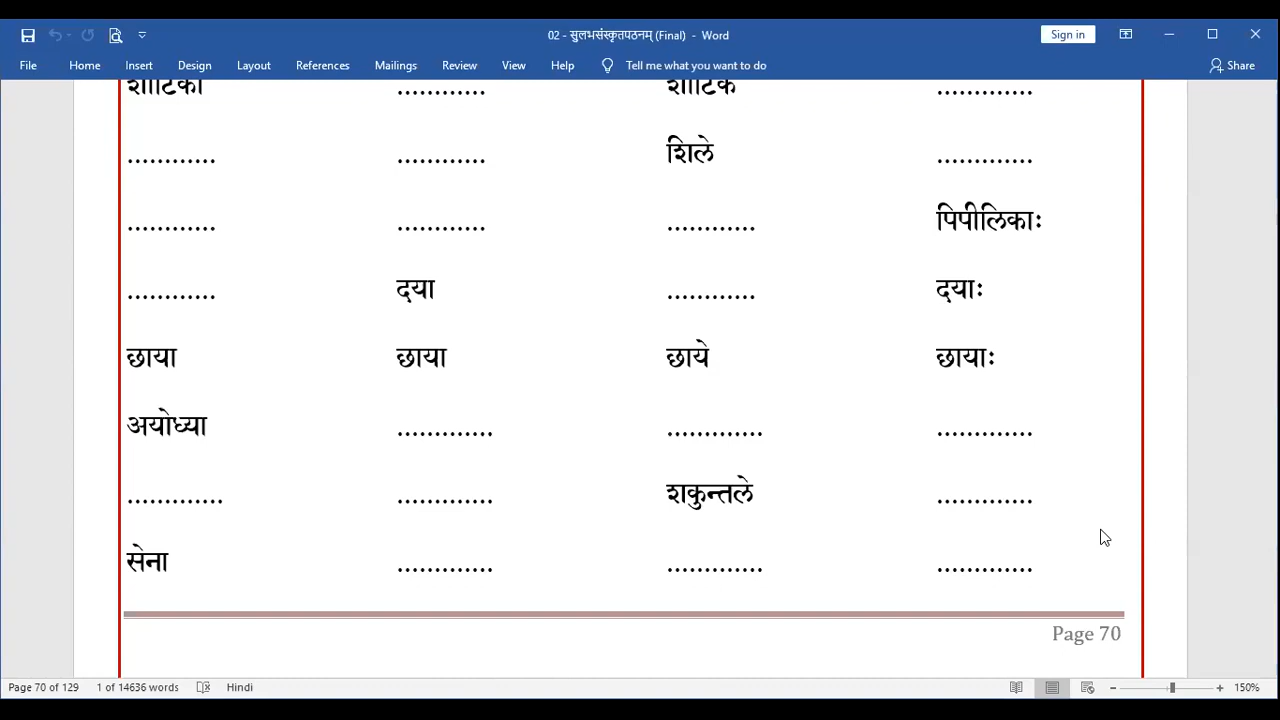 02 - सुलभसंस्कृतपठनम् (Final) - Word
Sign in
File Home Insert Design Layout References Mailings Review View Help Tell me what you want to do Share
शाटिका ............ शाटिके .............
............ ............ शिले .............
............ ............ ............ पिपीलिकाः
............ दया ............ दयाः
छाया छाया छाये छायाः
अयोध्या ............. ............. .............
............. ............. शकुन्तले .............
सेना ............. ............. .............
Page 70
Page 70 of 129 1 of 14636 words Hindi 150%